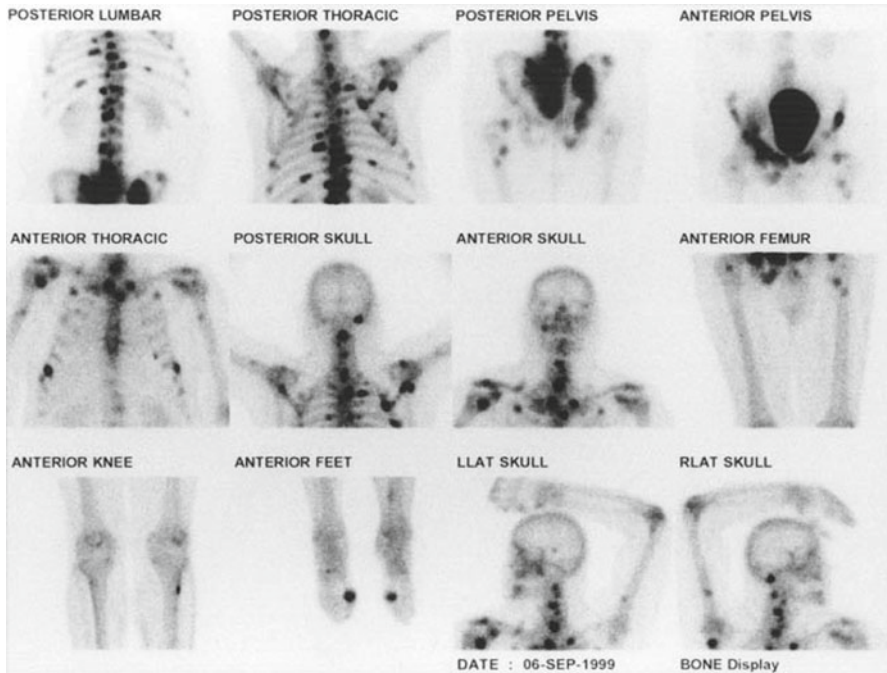 POSTERIOR LUMBAR
POSTERIOR THORACIC
POSTERIOR PELVIS
ANTERIOR PELVIS
ANTERIOR THORACIC
POSTERIOR SKULL
ANTERIOR SKULL
ANTERIOR FEMUR
ANTERIOR KNEE
ANTERIOR FEET
LLAT SKULL
RLAT SKULL
DATE : 06-SEP-1999
BONE Display